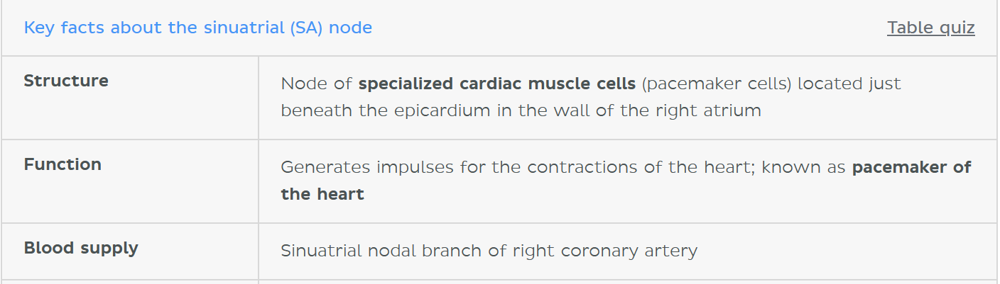 Key facts about the sinuatrial (SA) node
Table quiz
Structure
Node of specialized cardiac muscle cells (pacemaker cells) located just
beneath the epicardium in the wall of the right atrium
Function
Generates impulses for the contractions of the heart; known as pacemaker of
the heart
Blood supply
Sinuatrial nodal branch of right coronary artery